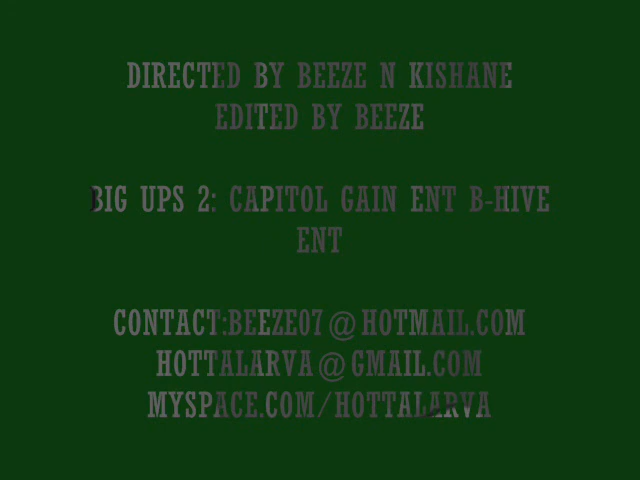 DIRECTED BY BEEZE N KISHANE
EDITED BY BEEZE
BIG UPS 2: CAPITOL GAIN ENT B-HIVE
ENT
CONTACT:BEEZE07@HOTMAIL.COM
HOTTALARVA@GMAIL.COM
MYSPACE.COM/HOTTALARVA